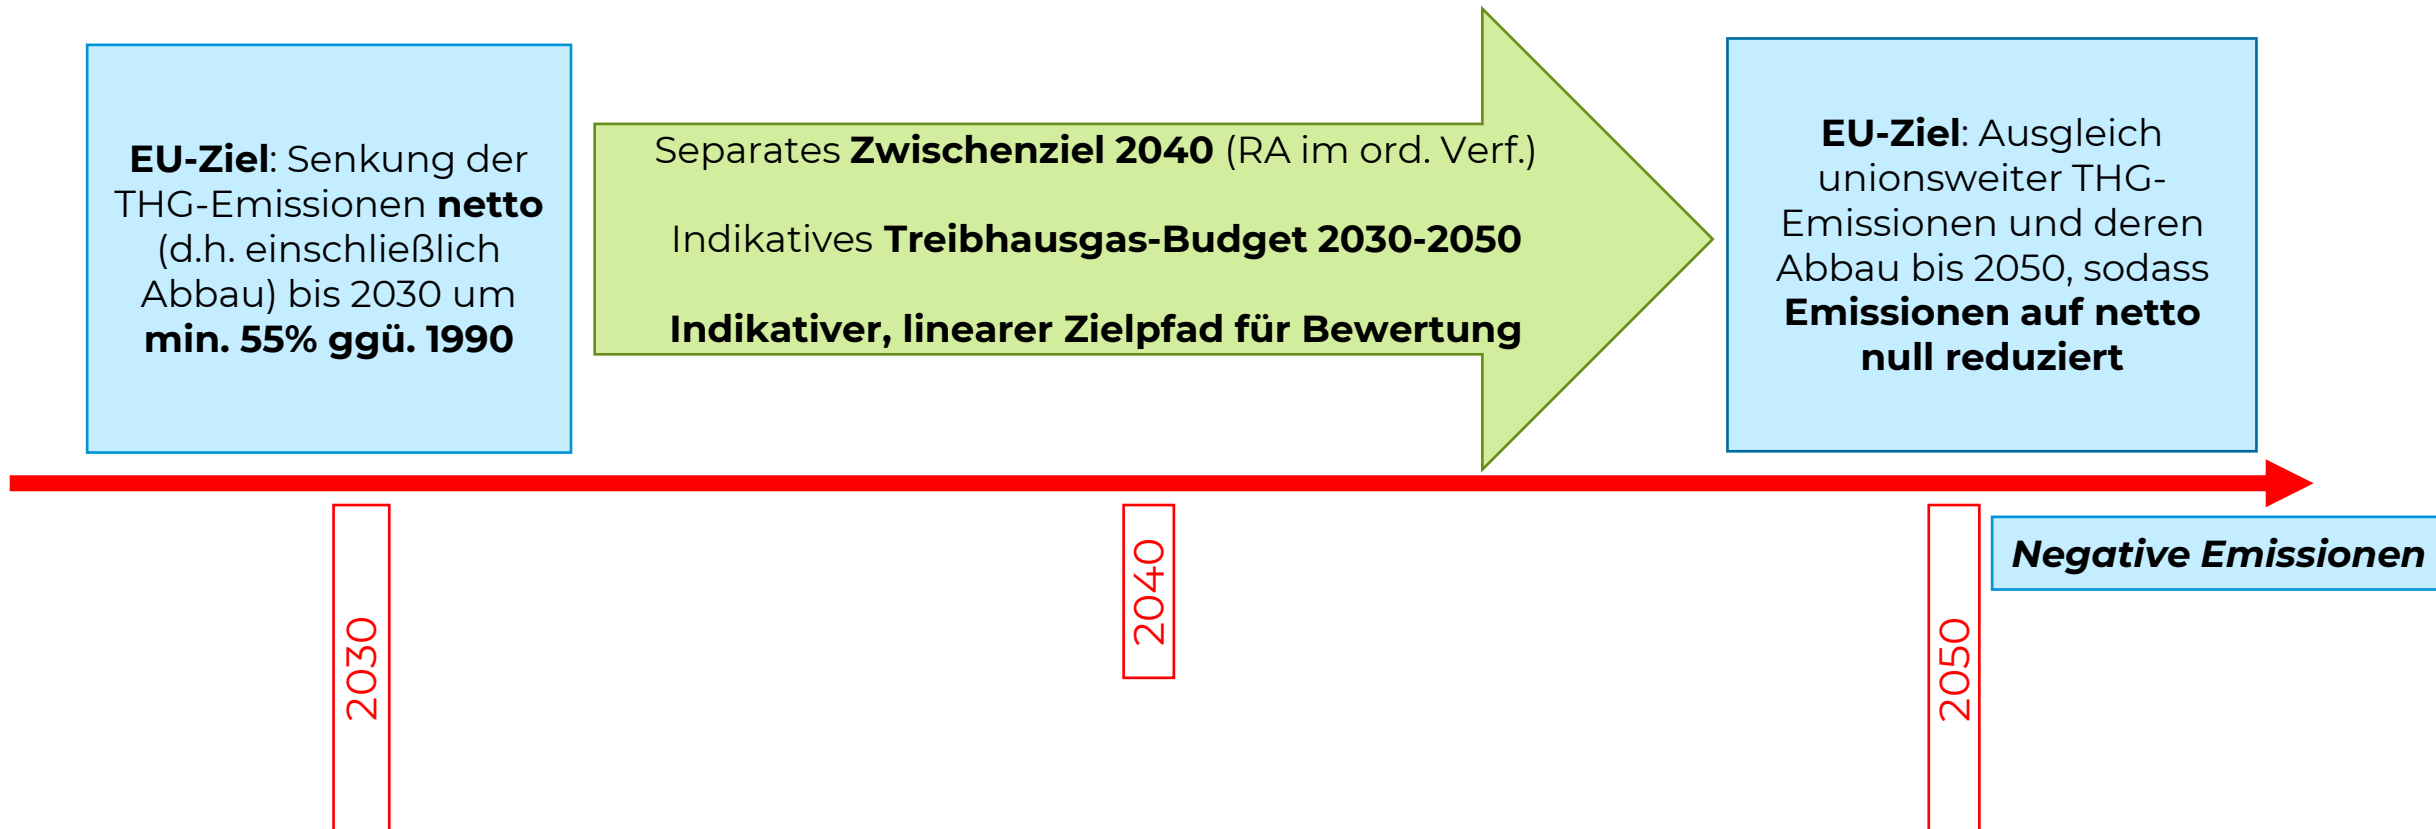 EU-Ziel: Senkung der
THG-Emissionen netto
(d.h. einschließlich
Abbau) bis 2030 um
min. 55% ggü. 1990
Separates Zwischenziel 2040 (RA im ord. Verf.)
Indikatives Treibhausgas-Budget 2030-2050
Indikativer, linearer Zielpfad für Bewertung
EU-Ziel: Ausgleich
unionsweiter THG-
Emissionen und deren
Abbau bis 2050, sodass
Emissionen auf netto
null reduziert
2030
2040
2050
Negative Emissionen